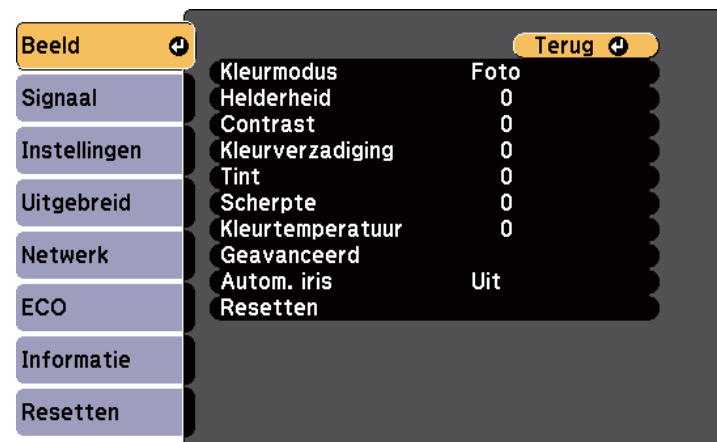 Beeld
Signaal
Instellingen
Uitgebreid
Netwerk
ECO
Informatie
Resetten
Terug
Kleurmodus Foto
Helderheid 0
Contrast 0
Kleurverzadiging 0
Tint 0
Scherpte 0
Kleurtemperatuur 0
Geavanceerd
Autom. iris Uit
Resetten